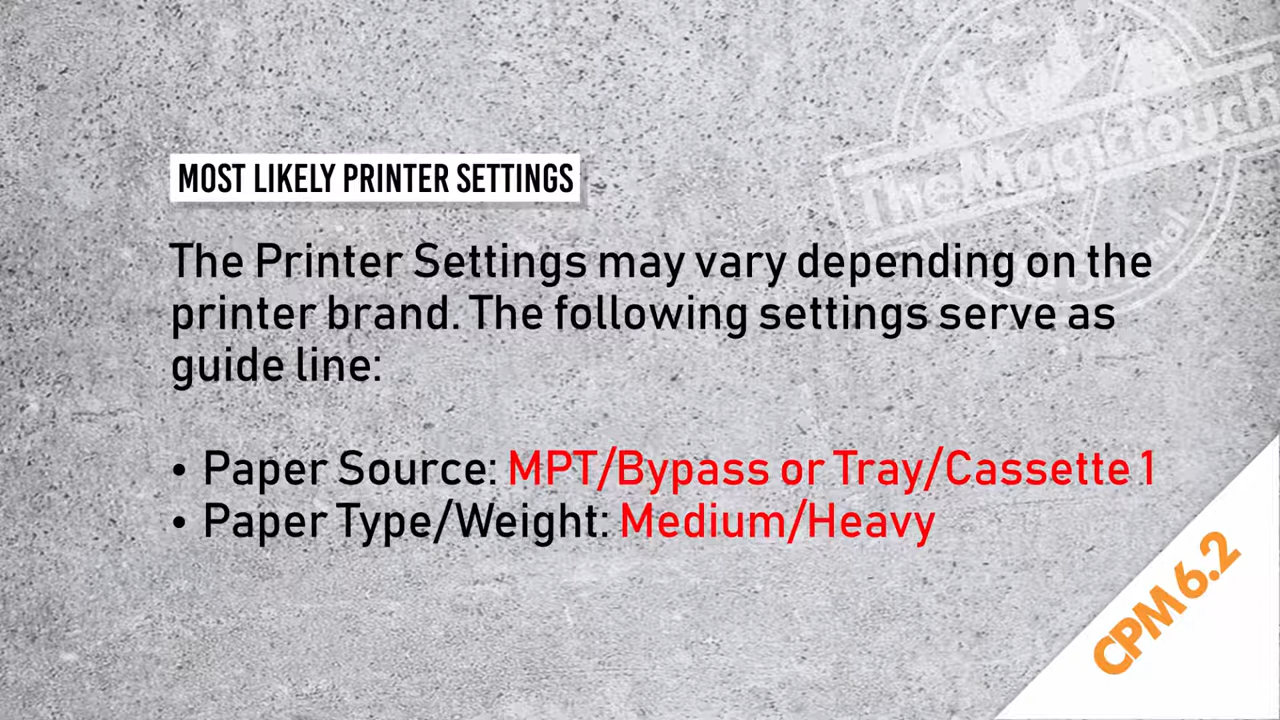 TheMagicTouch®
MOST LIKELY PRINTER SETTINGS
The Printer Settings may vary depending on the
printer brand. The following settings serve as
guide line:
• Paper Source: MPT/Bypass or Tray/Cassette 1
• Paper Type/Weight: Medium/Heavy
CPM 6.2